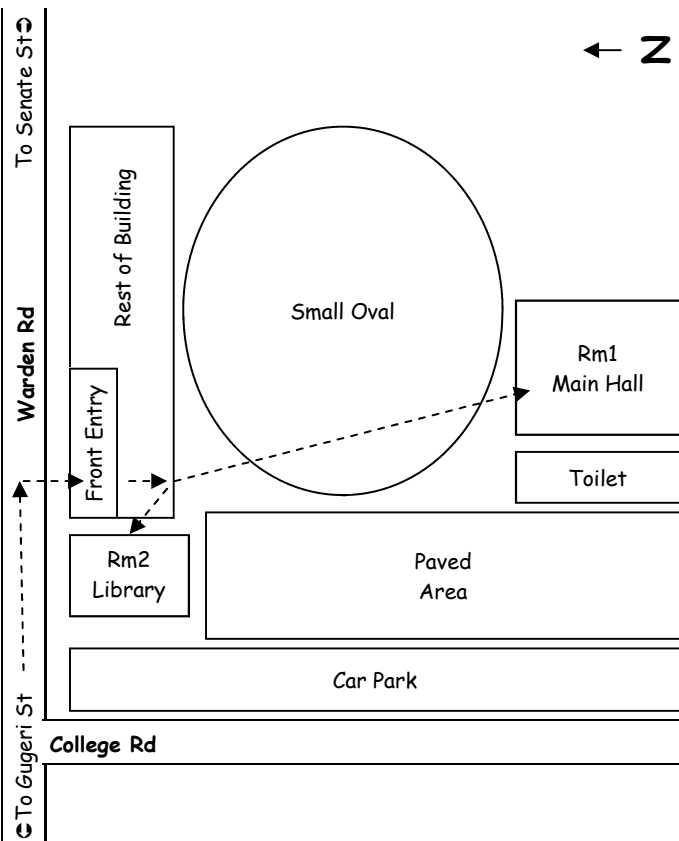 To Senate St➲
N
Rest of Building
Small Oval
Warden Rd
Rm1
Main Hall
Front Entry
Toilet
Rm2
Library
Paved
Area
Car Park
➲To Gugeri St
College Rd